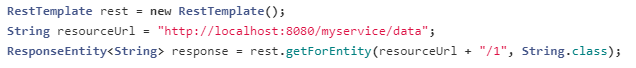 RestTemplate rest = new RestTemplate();
String resourceUrl = "http://localhost:8080/myservice/data";
ResponseEntity<String> response = rest.getForEntity(resourceUrl + "/1", String.class);